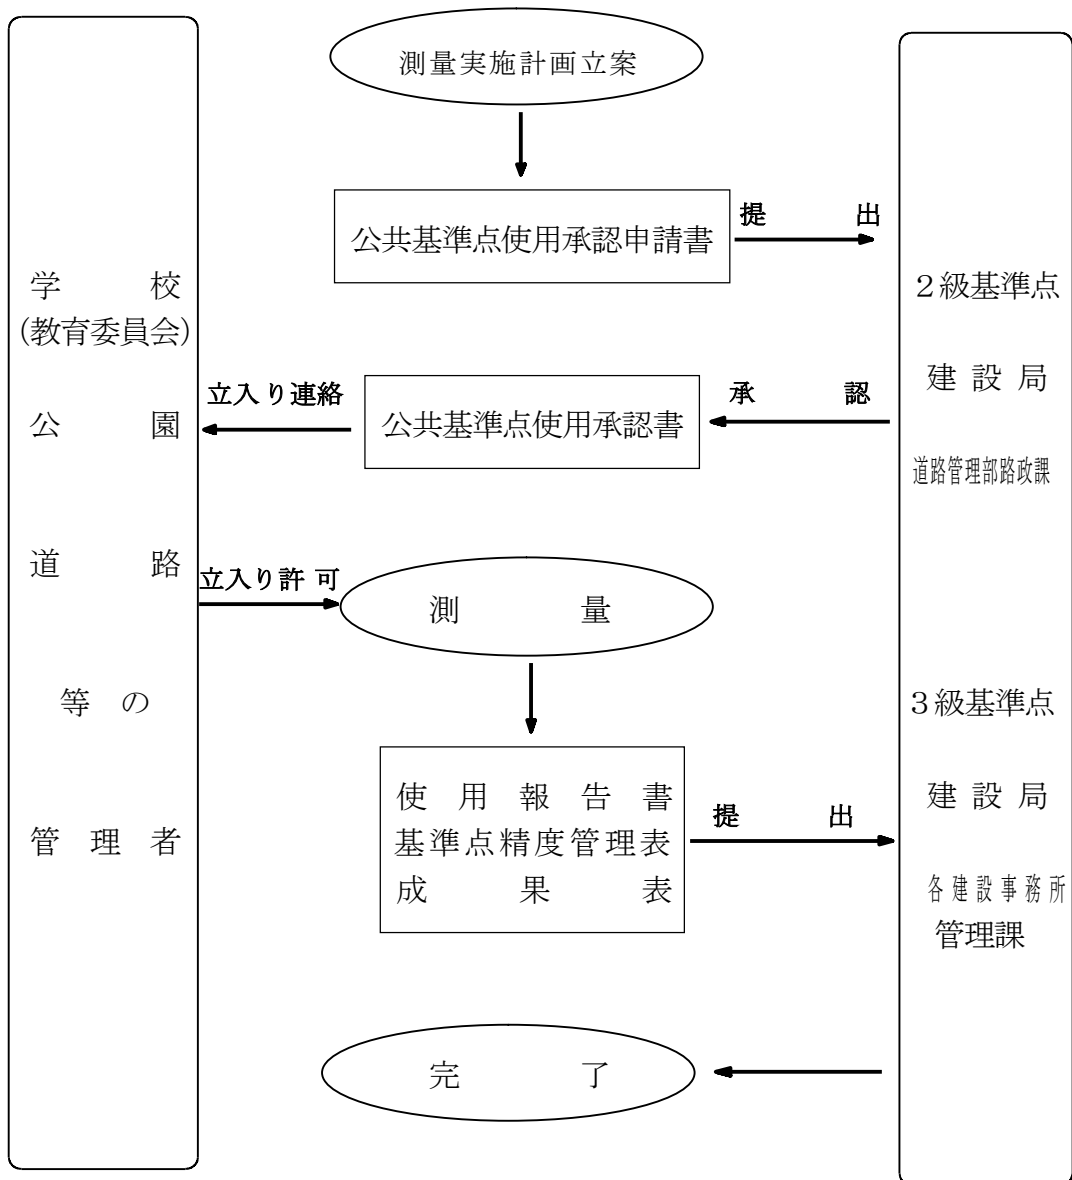 測量実施計画立案
公共基準点使用承認申請書
提 出
学 校
(教育委員会)
公 園
道 路
等 の
管 理 者
立入り連絡
公共基準点使用承認書
承 認
立入り許 可
測 量
使 用 報 告 書
基準点精度管理表
成 果 表
提 出
完 了
２級基準点
建 設 局
道路管理部路政課
３級基準点
建 設 局
各 建 設 事 務 所
管理課